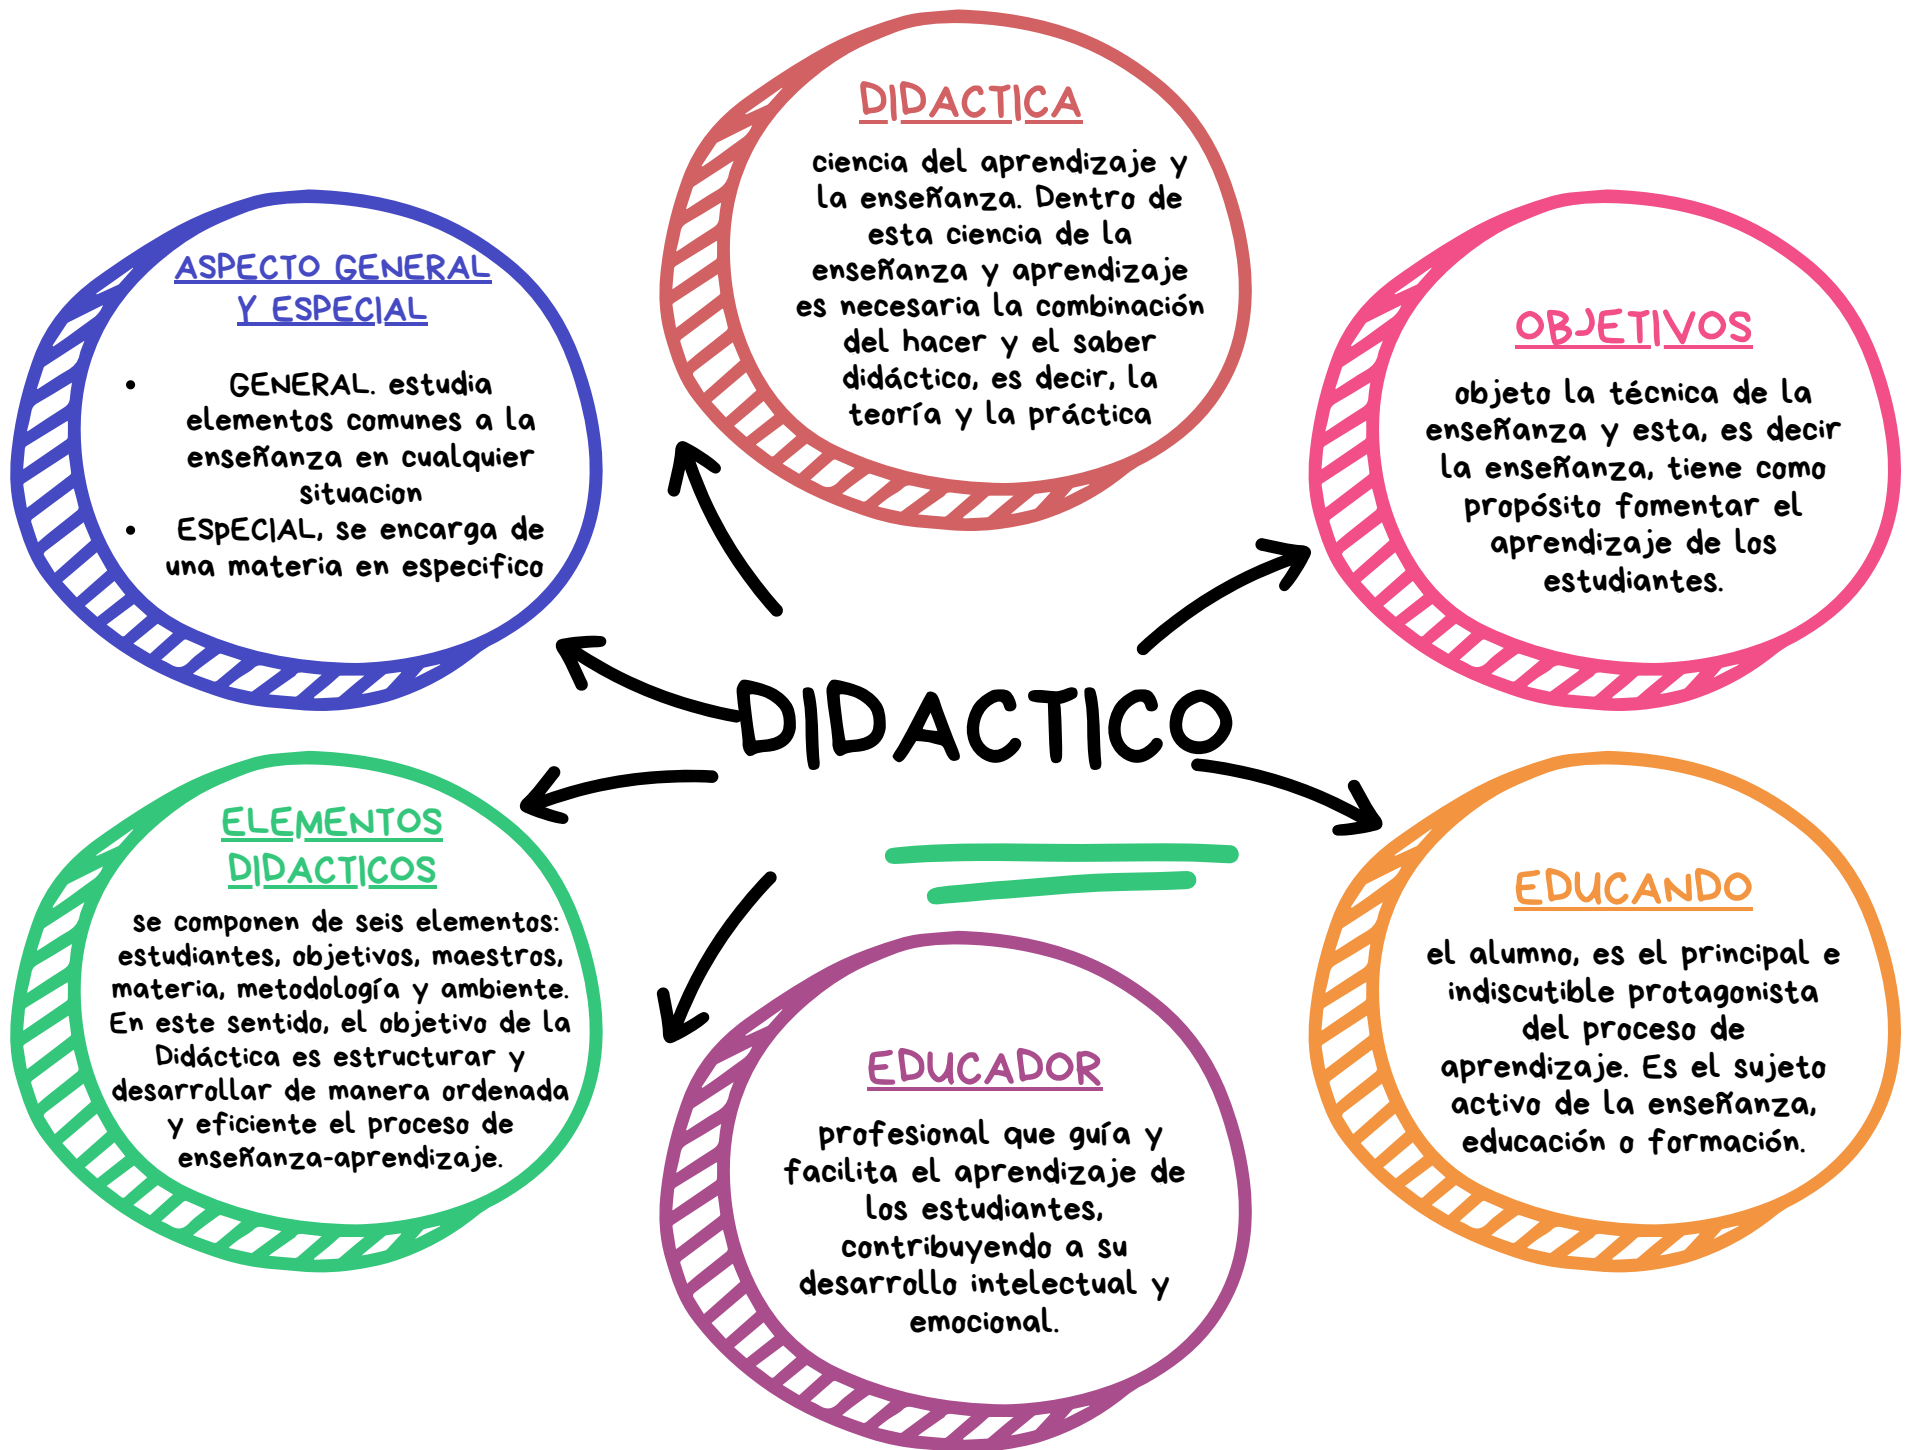 DIDACTICA
ciencia del aprendizaje y
la enseñanza. Dentro de
esta ciencia de la
enseñanza y aprendizaje
es necesaria la combinación
del hacer y el saber
didáctico, es decir, la
teoría y la práctica
ASPECTO GENERAL
Y ESPECIAL
• GENERAL. estudia
elementos comunes a la
enseñanza en cualquier
situacion
• ESPECIAL, se encarga de
una materia en especifico
OBJETIVOS
objeto la técnica de la
enseñanza y esta, es decir
la enseñanza, tiene como
propósito fomentar el
aprendizaje de los
estudiantes.
DIDACTICO
ELEMENTOS
DIDACTICOS
se componen de seis elementos:
estudiantes, objetivos, maestros,
materia, metodología y ambiente.
En este sentido, el objetivo de la
Didáctica es estructurar y
desarrollar de manera ordenada
y eficiente el proceso de
enseñanza-aprendizaje.
EDUCANDO
el alumno, es el principal e
indiscutible protagonista
del proceso de
aprendizaje. Es el sujeto
activo de la enseñanza,
educación o formación.
EDUCADOR
profesional que guía y
facilita el aprendizaje de
los estudiantes,
contribuyendo a su
desarrollo intelectual y
emocional.